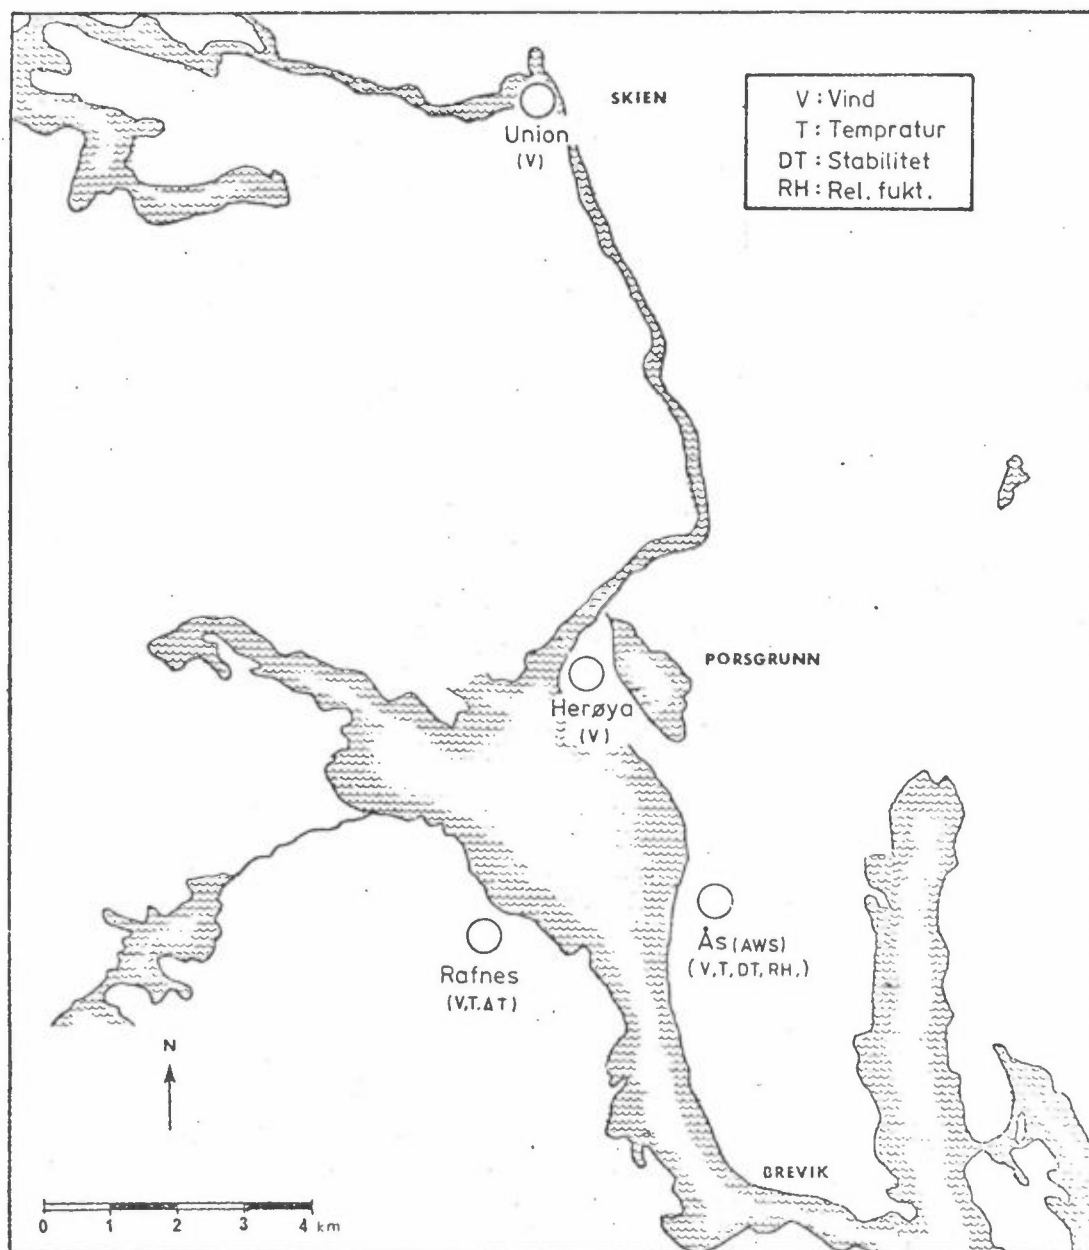 SKIEN
Union
(V)
V : Vind
T : Tempratur
DT : Stabilitet
RH : Rel. fukt.
PORSGRUNN
Herøya
(V)
Ås (AWS)
(V,T,DT,RH.)
Rafnes
(V,T.ΔT)
N
BREVIK
0 1 2 3 4 km